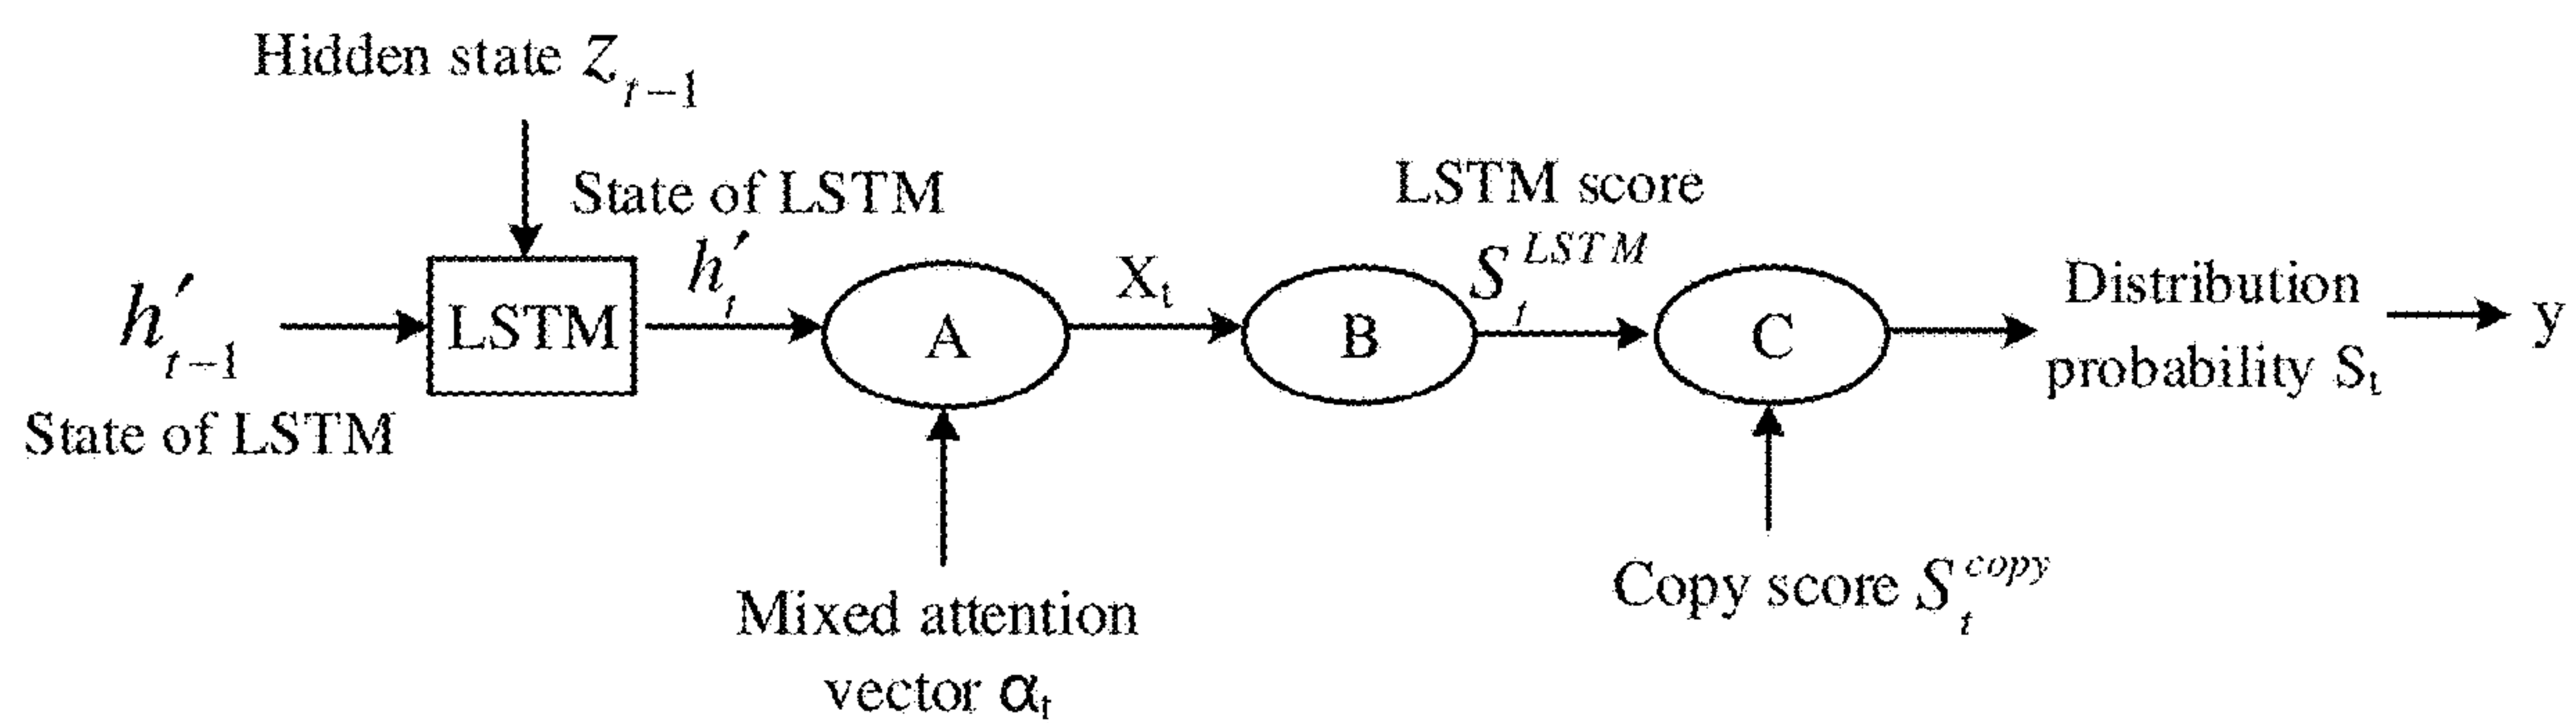 Hidden state Z_{t-1}
State of LSTM
LSTM score
h'_{t-1}
LSTM
h'_t
A
X_t
B
S_t^{LSTM}
C
Distribution
probability S_t
y
State of LSTM
Mixed attention
vector α_t
Copy score S_t^{copy}